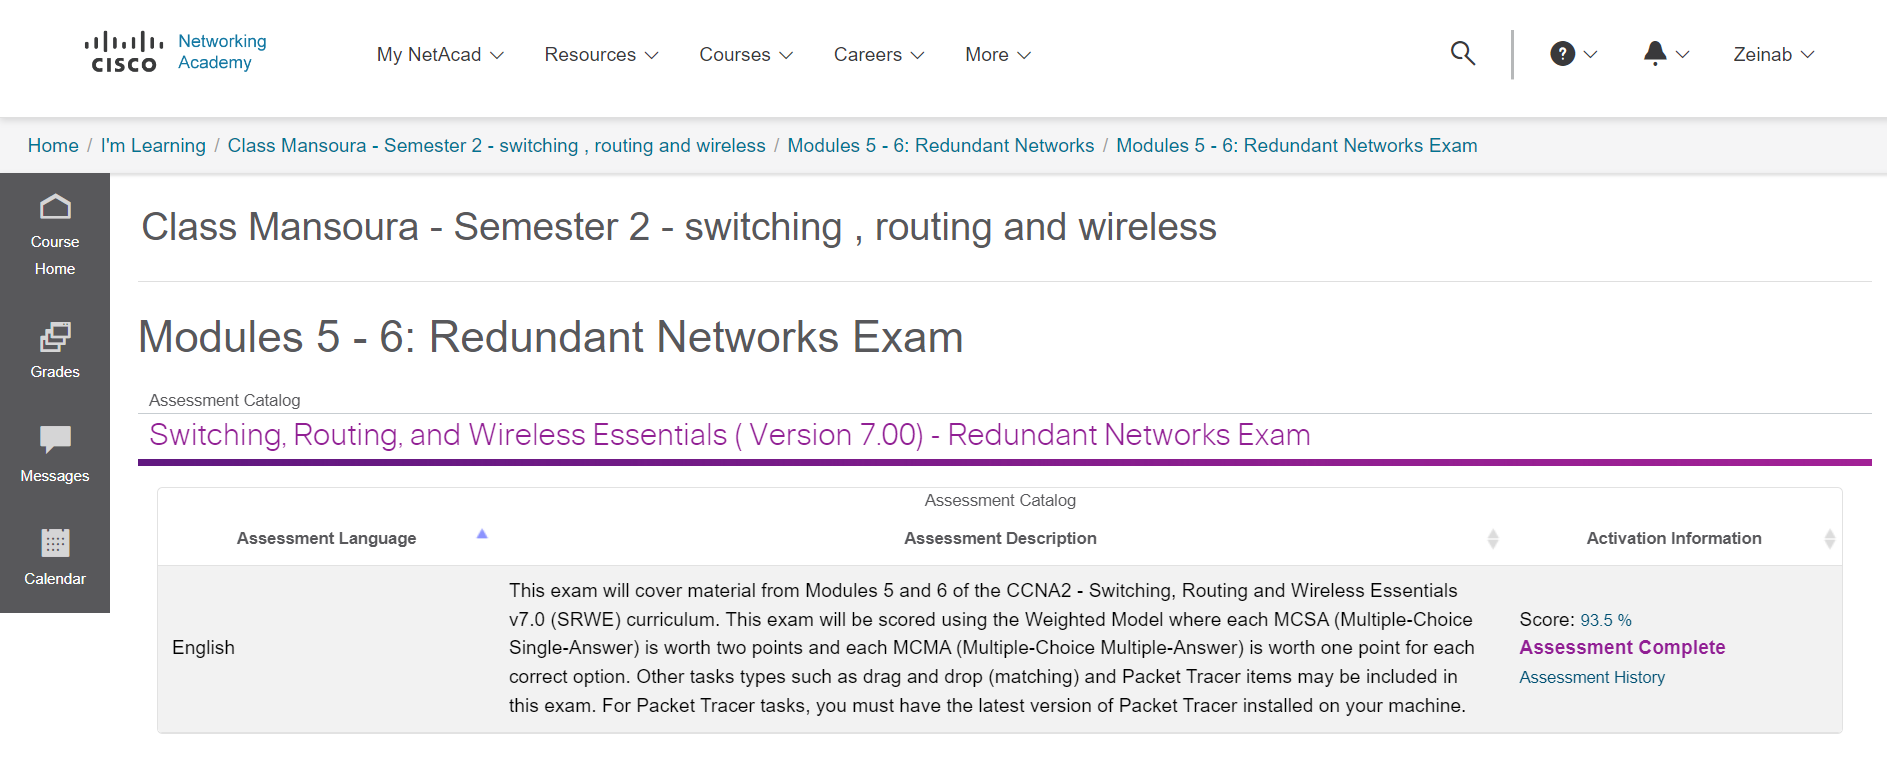 CISCO
Networking
Academy
My NetAcad
Resources
Courses
Careers
More
?
Zeinab
Home / I'm Learning / Class Mansoura - Semester 2 - switching , routing and wireless / Modules 5 - 6: Redundant Networks / Modules 5 - 6: Redundant Networks Exam
Course
Home
Grades
Messages
Calendar
Class Mansoura - Semester 2 - switching , routing and wireless
Modules 5 - 6: Redundant Networks Exam
Assessment Catalog
Switching, Routing, and Wireless Essentials ( Version 7.00) - Redundant Networks Exam
Assessment Catalog
Assessment Language
Assessment Description
Activation Information
English
This exam will cover material from Modules 5 and 6 of the CCNA2 - Switching, Routing and Wireless Essentials
v7.0 (SRWE) curriculum. This exam will be scored using the Weighted Model where each MCSA (Multiple-Choice
Single-Answer) is worth two points and each MCMA (Multiple-Choice Multiple-Answer) is worth one point for each
correct option. Other tasks types such as drag and drop (matching) and Packet Tracer items may be included in
this exam. For Packet Tracer tasks, you must have the latest version of Packet Tracer installed on your machine.
Score: 93.5 %
Assessment Complete
Assessment History